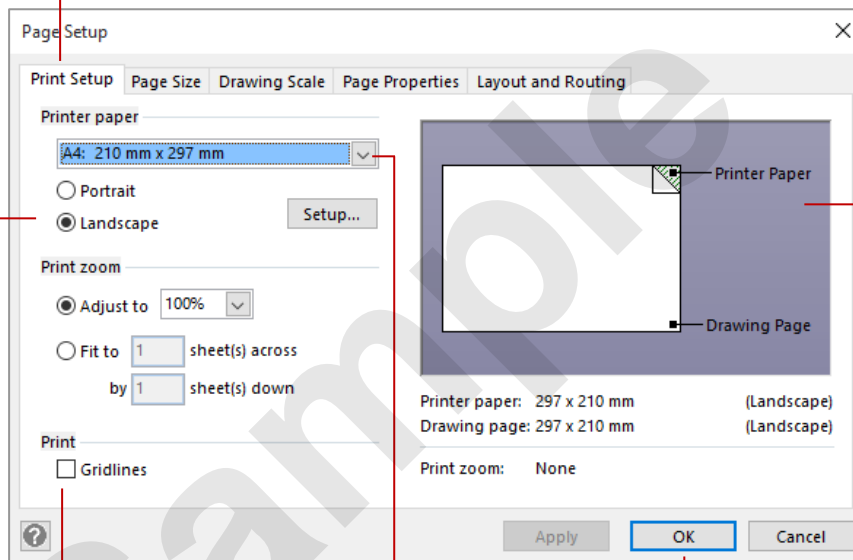 Page Setup
Print Setup Page Size Drawing Scale Page Properties Layout and Routing
Printer paper
A4: 210 mm x 297 mm
Portrait
Landscape
Setup...
Print zoom
Adjust to 100%
Fit to 1 sheet(s) across
by 1 sheet(s) down
Print
Gridlines
Printer Paper
Drawing Page
Printer paper: 297 x 210 mm (Landscape)
Drawing page: 297 x 210 mm (Landscape)
Print zoom: None
?
Apply OK Cancel
Sample